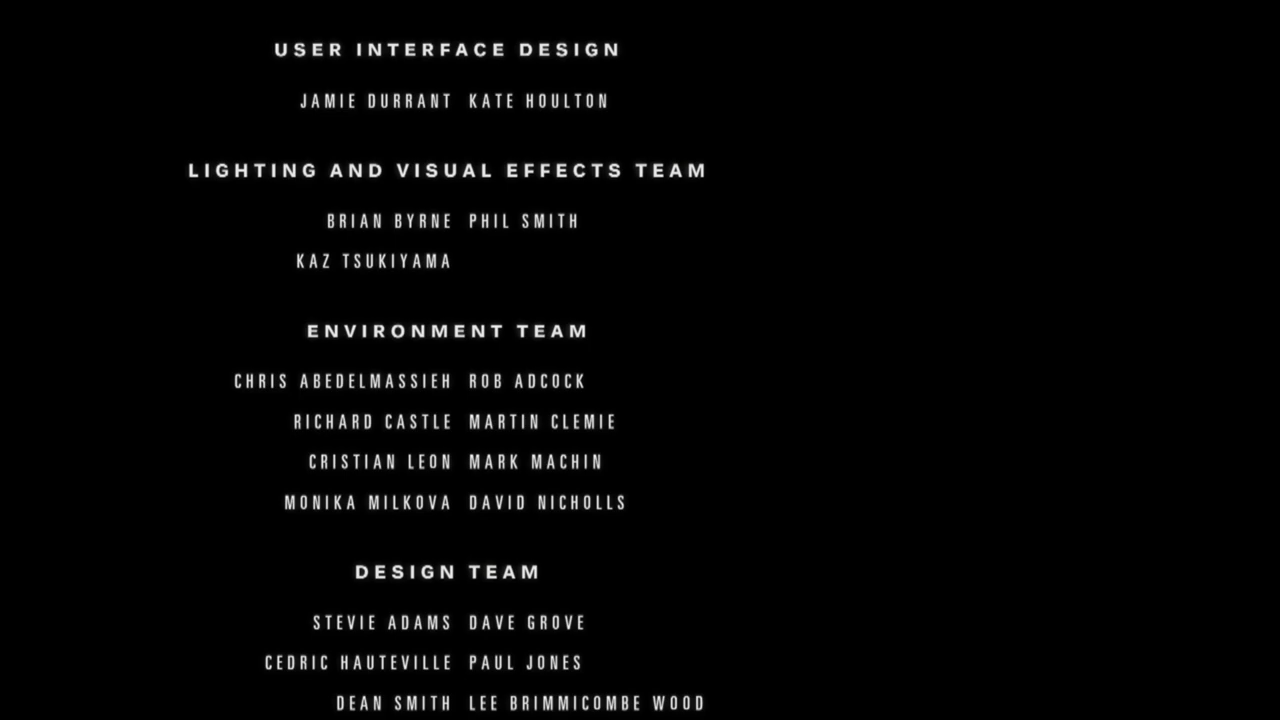 USER INTERFACE DESIGN
JAMIE DURRANT KATE HOULTON
LIGHTING AND VISUAL EFFECTS TEAM
BRIAN BYRNE PHIL SMITH
KAZ TSUKIYAMA
ENVIRONMENT TEAM
CHRIS ABEDELMASSIEH ROB ADCOCK
RICHARD CASTLE MARTIN CLEMIE
CRISTIAN LEON MARK MACHIN
MONIKA MILKOVA DAVID NICHOLLS
DESIGN TEAM
STEVIE ADAMS DAVE GROVE
CEDRIC HAUTEVILLE PAUL JONES
DEAN SMITH LEE BRIMMICOMBE WOOD